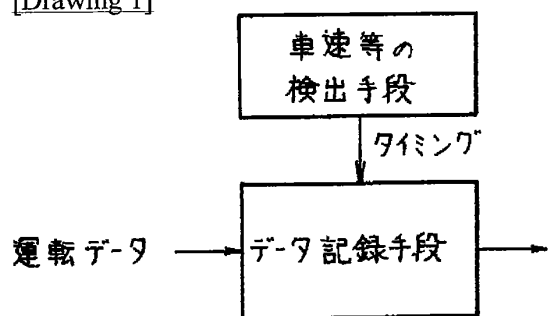 [Drawing 1]
車速等の
検出手段
タイミング
運転データ
データ記録手段